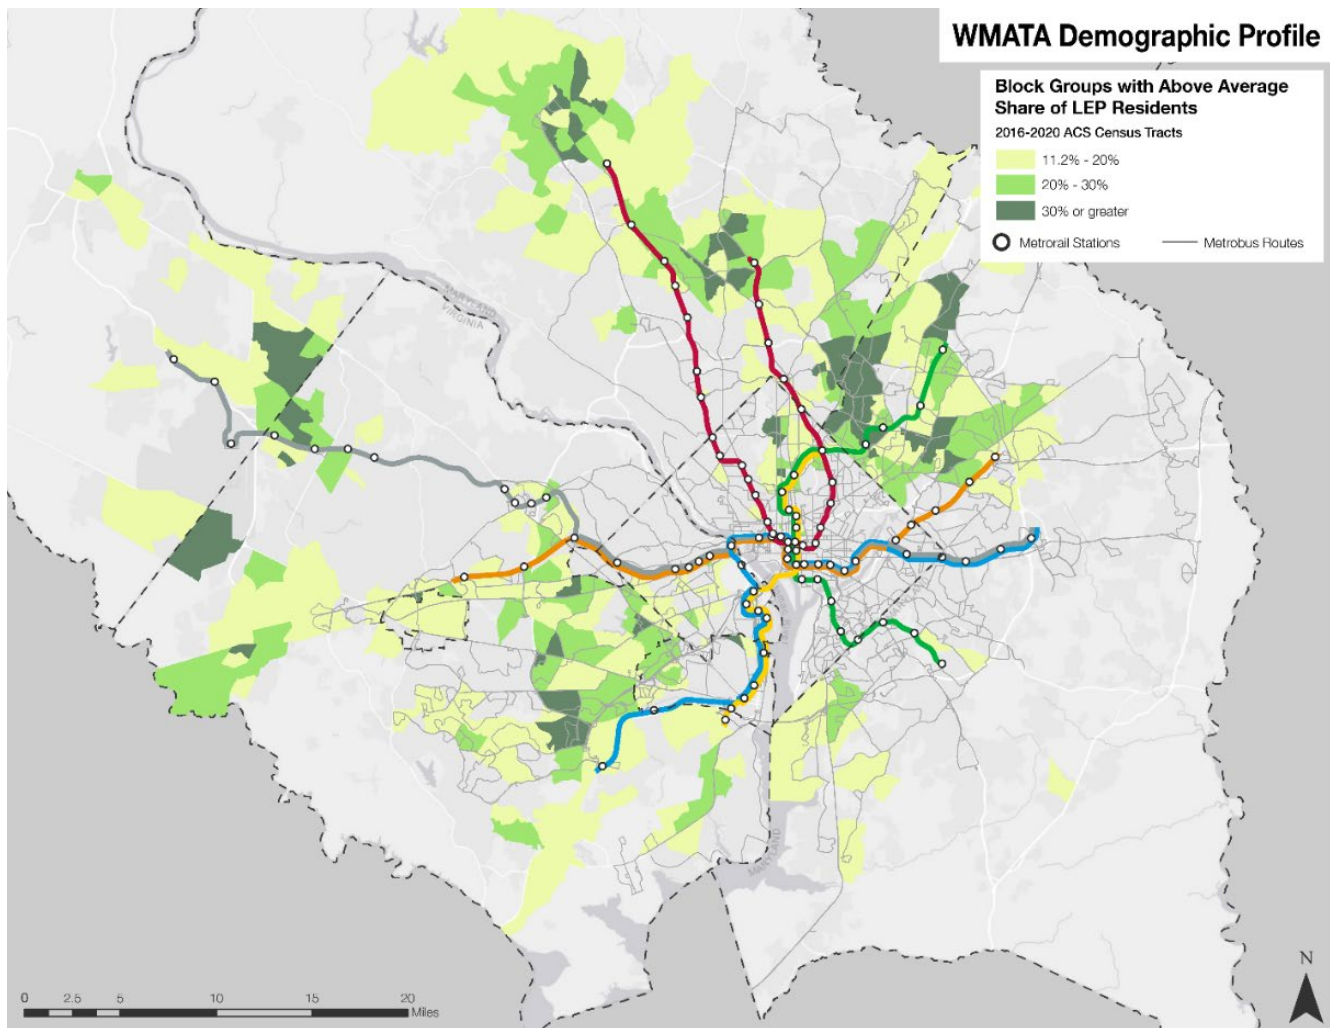 WMATA Demographic Profile
Block Groups with Above Average
Share of LEP Residents
2016-2020 ACS Census Tracts
11.2% - 20%
20% - 30%
30% or greater
Metrorail Stations
Metrobus Routes
MARYLAND
VIRGINIA
MARYLAND
N
0 2.5 5 10 15 20
Miles